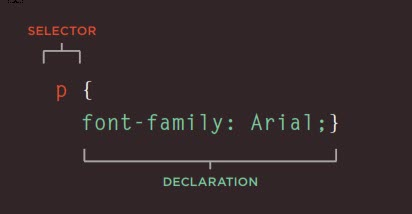 SELECTOR
p {
font-family: Arial;}
DECLARATION